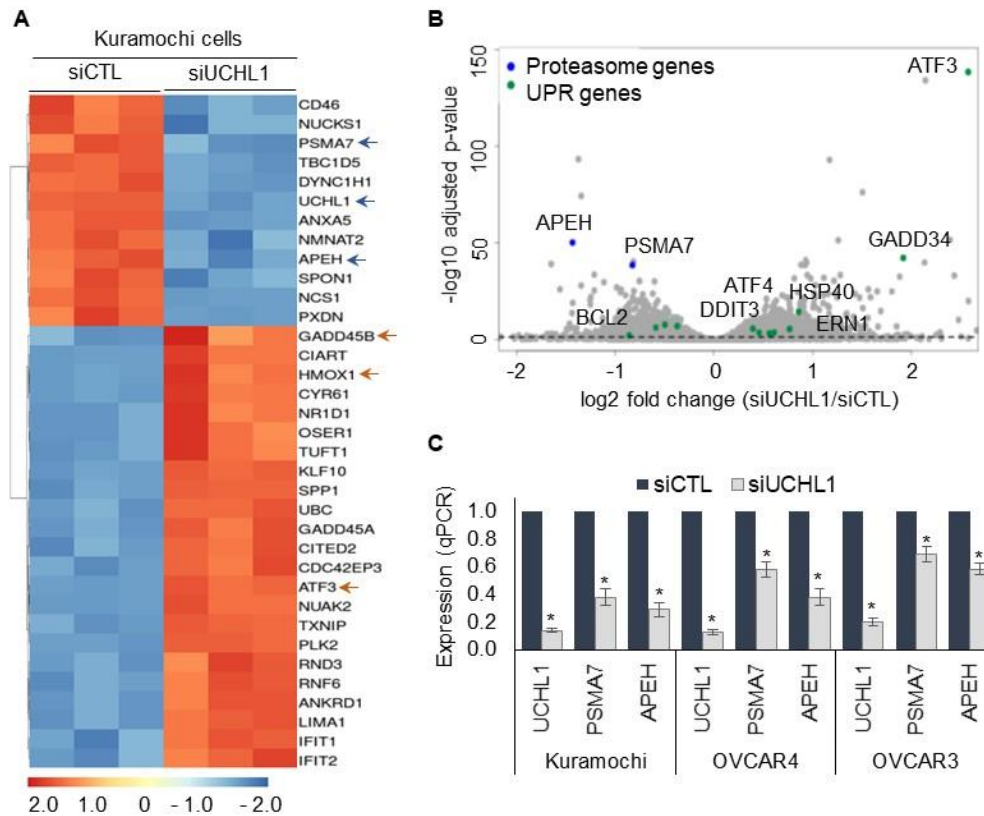 A
Kuramochi cells
siCTL siUCHL1
CD46
NUCKS1
PSMA7
TBC1D5
DYNC1H1
UCHL1
ANXA5
NMNAT2
APEH
SPON1
NCS1
PXDN
GADD45B
CIART
HMOX1
CYR61
NR1D1
OSER1
TUFT1
KLF10
SPP1
UBC
GADD45A
CITED2
CDC42EP3
ATF3
NUAK2
TXNIP
PLK2
RND3
RNF6
ANKRD1
LIMA1
IFIT1
IFIT2
2.0 1.0 0 - 1.0 - 2.0
B
-log10 adjusted p-value
150
100
50
0
Proteasome genes
UPR genes
ATF3
APEH
PSMA7
GADD34
ATF4
HSP40
DDIT3
BCL2
ERN1
-2 -1 0 1 2
log2 fold change (siUCHL1/siCTL)
C
siCTL siUCHL1
Expression (qPCR)
1.0
0.8
0.6
0.4
0.2
0.0
* * * * * * * * *
UCHL1 PSMA7 APEH UCHL1 PSMA7 APEH UCHL1 PSMA7 APEH
Kuramochi OVCAR4 OVCAR3